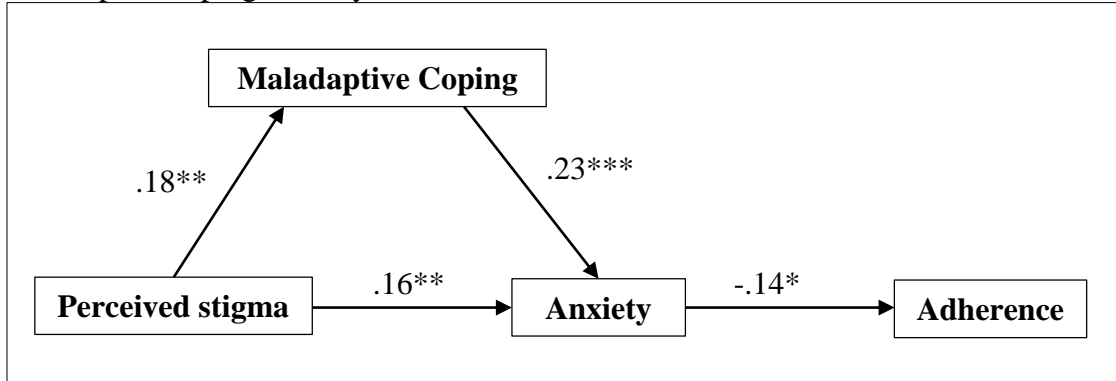 Maladaptive Coping
.18**
.23***
Perceived stigma
.16**
Anxiety
-.14*
Adherence